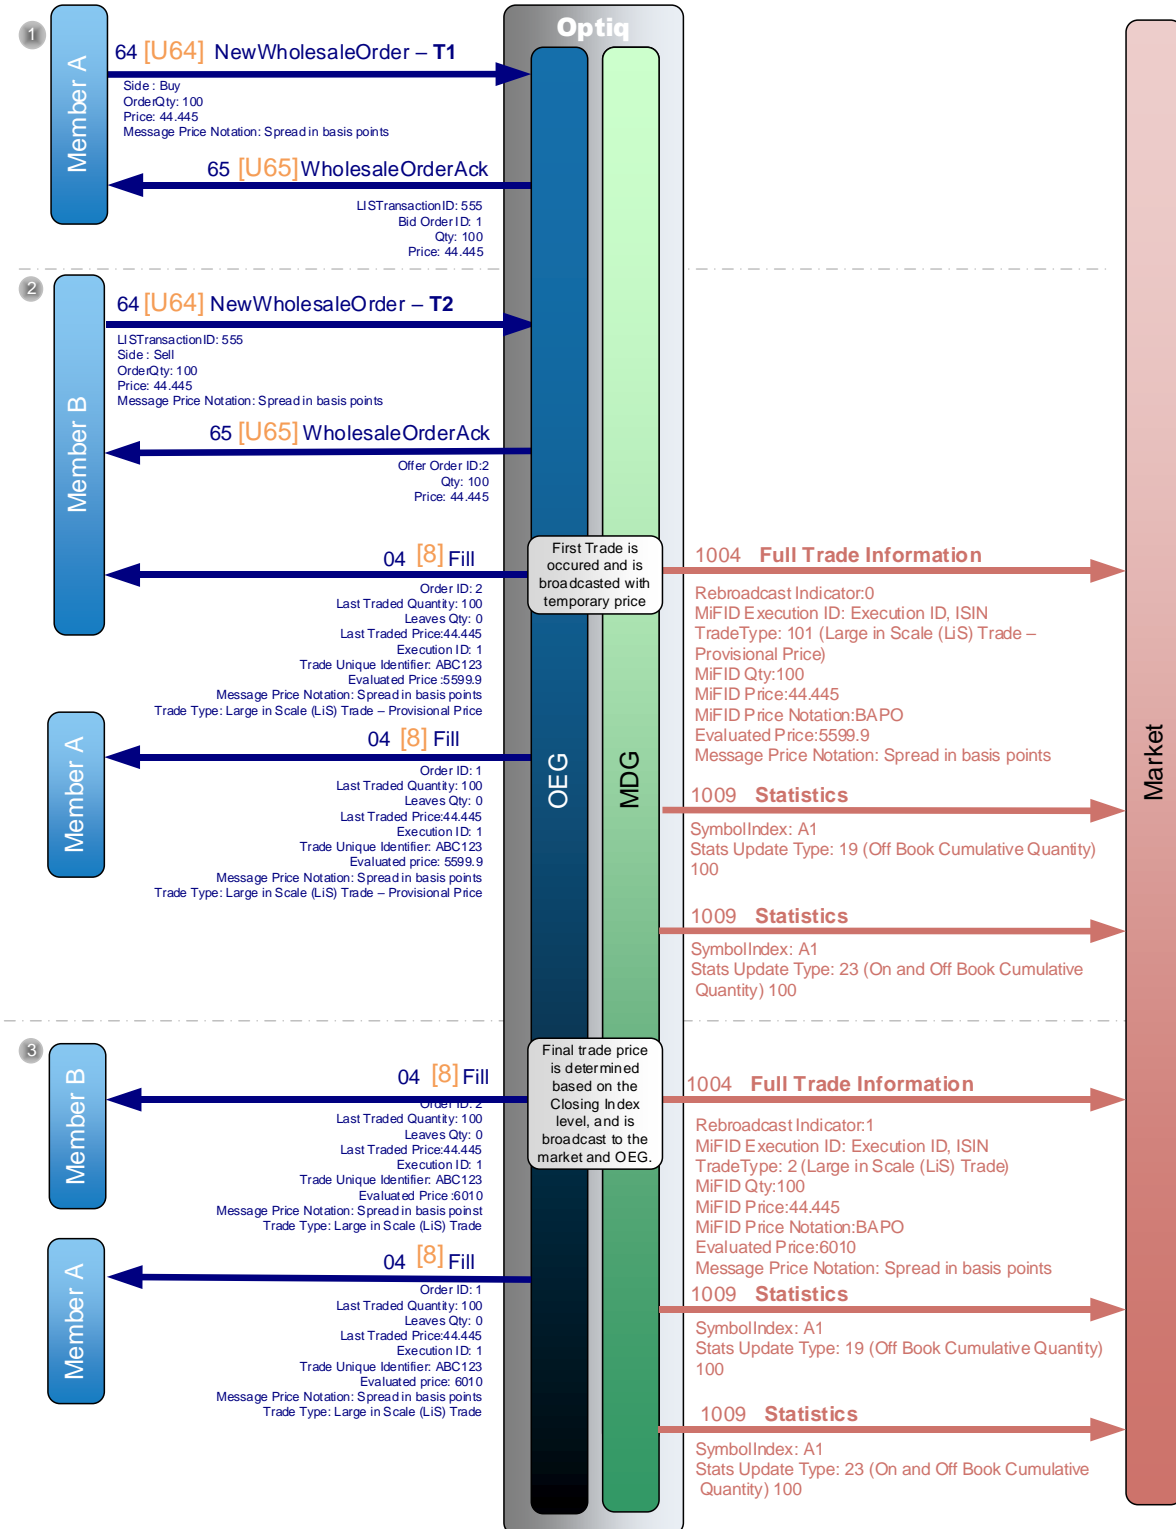 Optiq
1
Member A
64 [U64] NewWholesaleOrder – T1
Side : Buy
OrderQty: 100
Price: 44.445
Message Price Notation: Spread in basis points
65 [U65] WholesaleOrderAck
LISTransactionID: 555
Bid Order ID: 1
Qty: 100
Price: 44.445
2
Member B
64 [U64] NewWholesaleOrder – T2
LISTransactionID: 555
Side : Sell
OrderQty: 100
Price: 44.445
Message Price Notation: Spread in basis points
65 [U65] WholesaleOrderAck
Offer Order ID:2
Qty: 100
Price: 44.445
04 [8] Fill
Order ID: 2
Last Traded Quantity: 100
Leaves Qty: 0
Last Traded Price:44.445
Execution ID: 1
Trade Unique Identifier: ABC123
Evaluated Price :5599.9
Message Price Notation: Spread in basis points
Trade Type: Large in Scale (LiS) Trade – Provisional Price
First Trade is
occured and is
broadcasted with
temporary price
1004 Full Trade Information
Rebroadcast Indicator:0
MiFID Execution ID: Execution ID, ISIN
TradeType: 101 (Large in Scale (LiS) Trade –
Provisional Price)
MiFID Qty:100
MiFID Price:44.445
MiFID Price Notation:BAPO
Evaluated Price:5599.9
Message Price Notation: Spread in basis points
Member A
04 [8] Fill
Order ID: 1
Last Traded Quantity: 100
Leaves Qty: 0
Last Traded Price:44.445
Execution ID: 1
Trade Unique Identifier: ABC123
Evaluated price: 5599.9
Message Price Notation: Spread in basis points
Trade Type: Large in Scale (LiS) Trade – Provisional Price
OEG
MDG
Market
1009 Statistics
SymbolIndex: A1
Stats Update Type: 19 (Off Book Cumulative Quantity)
100
1009 Statistics
SymbolIndex: A1
Stats Update Type: 23 (On and Off Book Cumulative
Quantity) 100
3
Member B
04 [8] Fill
Order ID: 2
Last Traded Quantity: 100
Leaves Qty: 0
Last Traded Price:44.445
Execution ID: 1
Trade Unique Identifier: ABC123
Evaluated Price :6010
Message Price Notation: Spread in basis poinst
Trade Type: Large in Scale (LiS) Trade
Final trade price
is determined
based on the
Closing Index
level, and is
broadcast to the
market and OEG.
1004 Full Trade Information
Rebroadcast Indicator:1
MiFID Execution ID: Execution ID, ISIN
TradeType: 2 (Large in Scale (LiS) Trade)
MiFID Qty:100
MiFID Price:44.445
MiFID Price Notation:BAPO
Evaluated Price:6010
Message Price Notation: Spread in basis points
Member A
04 [8] Fill
Order ID: 1
Last Traded Quantity: 100
Leaves Qty: 0
Last Traded Price:44.445
Execution ID: 1
Trade Unique Identifier: ABC123
Evaluated price: 6010
Message Price Notation: Spread in basis points
Trade Type: Large in Scale (LiS) Trade
1009 Statistics
SymbolIndex: A1
Stats Update Type: 19 (Off Book Cumulative Quantity)
100
1009 Statistics
SymbolIndex: A1
Stats Update Type: 23 (On and Off Book Cumulative
Quantity) 100